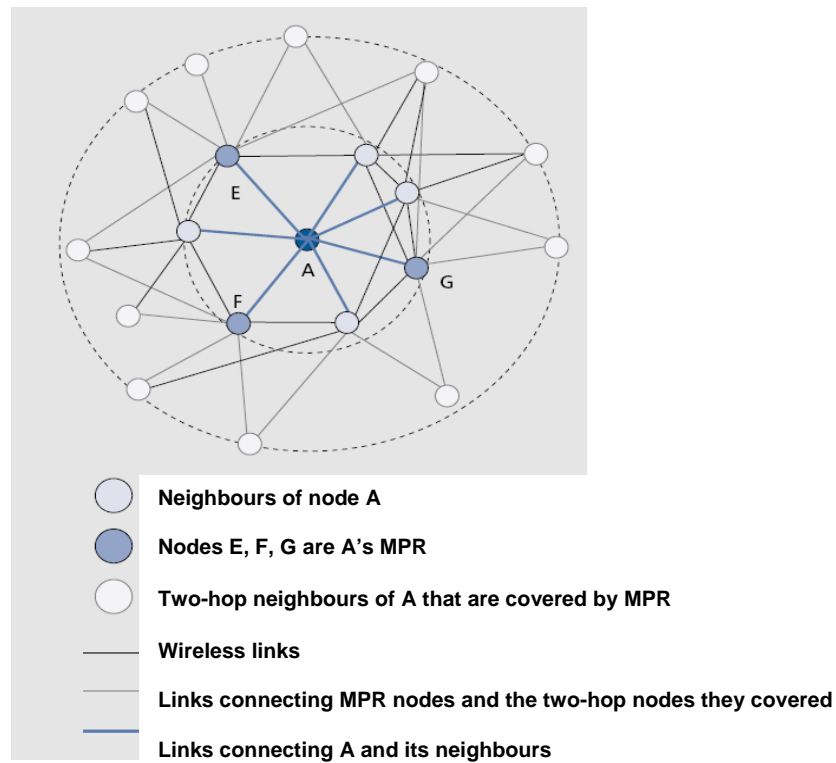 E
A
G
F
Neighbours of node A
Nodes E, F, G are A’s MPR
Two-hop neighbours of A that are covered by MPR
Wireless links
Links connecting MPR nodes and the two-hop nodes they covered
Links connecting A and its neighbours